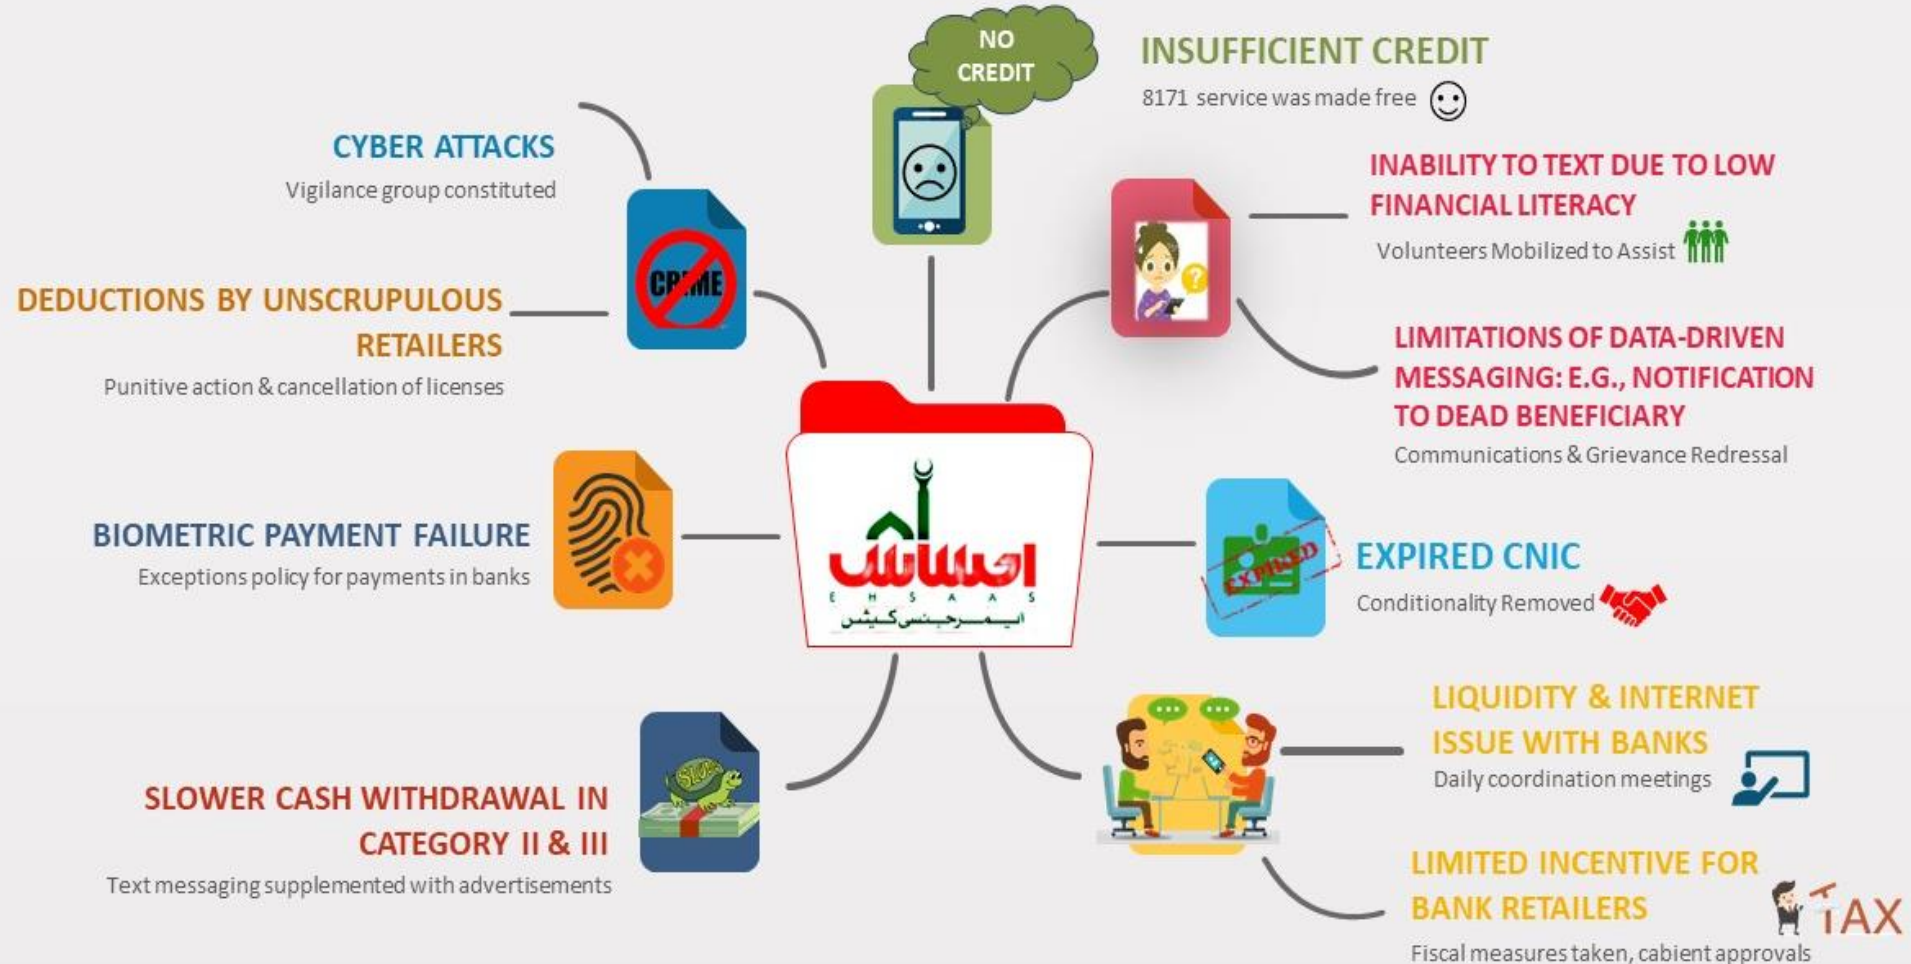 NO
CREDIT
INSUFFICIENT CREDIT
8171 service was made free
CYBER ATTACKS
Vigilance group constituted
CRIME
INABILITY TO TEXT DUE TO LOW
FINANCIAL LITERACY
Volunteers Mobilized to Assist
?
DEDUCTIONS BY UNSCRUPULOUS
RETAILERS
Punitive action & cancellation of licenses
LIMITATIONS OF DATA-DRIVEN
MESSAGING: E.G., NOTIFICATION
TO DEAD BENEFICIARY
Communications & Grievance Redressal
BIOMETRIC PAYMENT FAILURE
Exceptions policy for payments in banks
احساس
EHSAAS
ایمرجنسی کیش
EXPIRED
EXPIRED CNIC
Conditionality Removed
SLOW
SLOWER CASH WITHDRAWAL IN
CATEGORY II & III
Text messaging supplemented with advertisements
LIQUIDITY & INTERNET
ISSUE WITH BANKS
Daily coordination meetings
LIMITED INCENTIVE FOR
BANK RETAILERS
Fiscal measures taken, cabient approvals
TAX